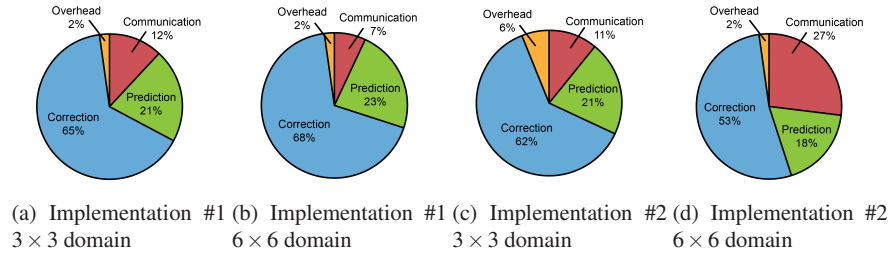 Overhead
2%
Communication
12%
Prediction
21%
Correction
65%
Overhead
2%
Communication
7%
Prediction
23%
Correction
68%
Overhead
6%
Communication
11%
Prediction
21%
Correction
62%
Overhead
2%
Communication
27%
Prediction
18%
Correction
53%
(a) Implementation #1
3 × 3 domain
(b) Implementation #1
6 × 6 domain
(c) Implementation #2
3 × 3 domain
(d) Implementation #2
6 × 6 domain